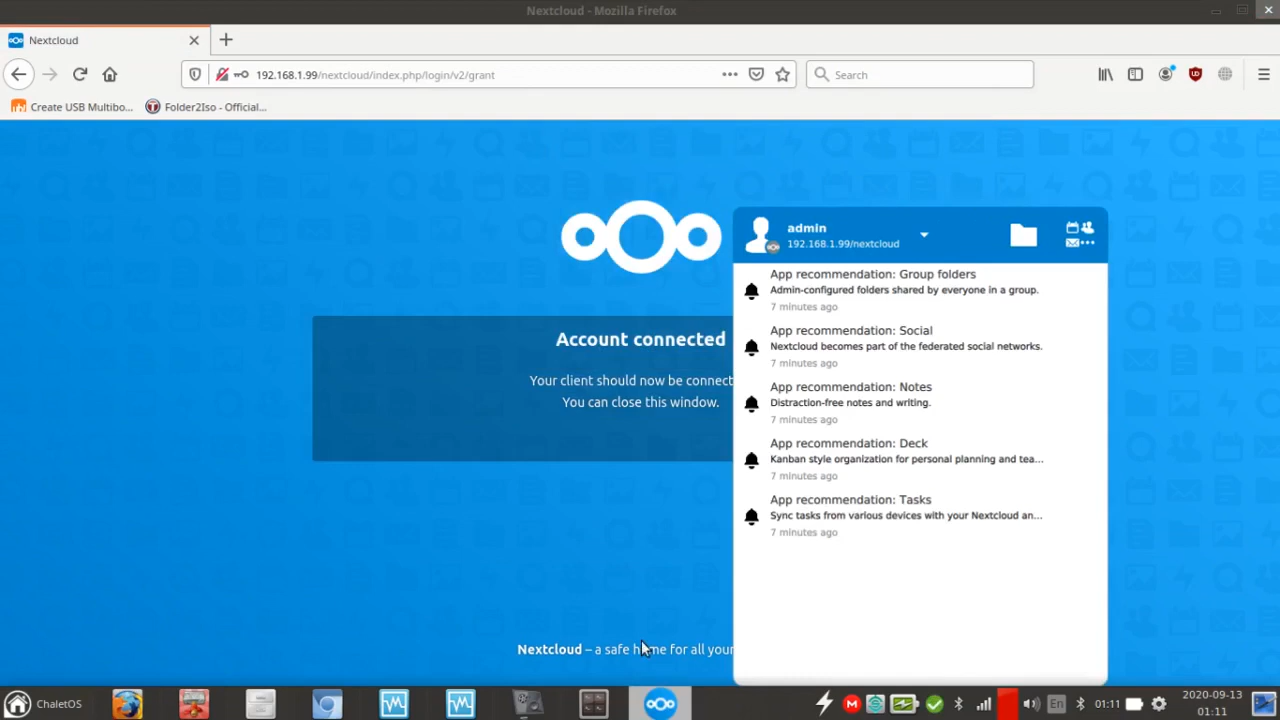 Nextcloud - Mozilla Firefox
Nextcloud
192.168.1.99/nextcloud/index.php/login/v2/grant
Search
Create USB Multibo...
Folder2Iso - Official...
admin
192.168.1.99/nextcloud
App recommendation: Group folders
Admin-configured folders shared by everyone in a group.
7 minutes ago
App recommendation: Social
Nextcloud becomes part of the federated social networks.
7 minutes ago
App recommendation: Notes
Distraction-free notes and writing.
7 minutes ago
App recommendation: Deck
Kanban style organization for personal planning and tea...
7 minutes ago
App recommendation: Tasks
Sync tasks from various devices with your Nextcloud an...
7 minutes ago
Account connected
Your client should now be connect
You can close this window.
Nextcloud – a safe home for all your
ChaletOS
En
01:11
2020-09-13
01:11